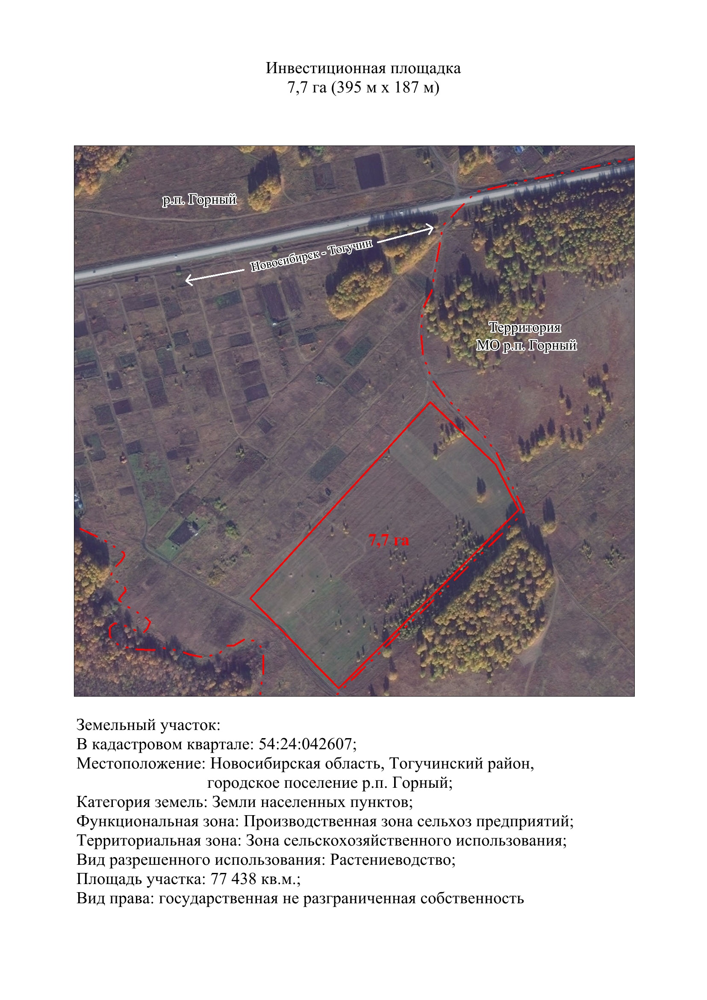 Инвестиционная площадка
7,7 га (395 м x 187 м)
р.п. Горный
Новосибирск - Тогучин
Территория
МО р.п. Горный
7,7 га
Земельный участок:
В кадастровом квартале: 54:24:042607;
Местоположение: Новосибирская область, Тогучинский район,
городское поселение р.п. Горный;
Категория земель: Земли населенных пунктов;
Функциональная зона: Производственная зона сельхоз предприятий;
Территориальная зона: Зона сельскохозяйственного использования;
Вид разрешенного использования: Растениеводство;
Площадь участка: 77 438 кв.м.;
Вид права: государственная не разграниченная собственность